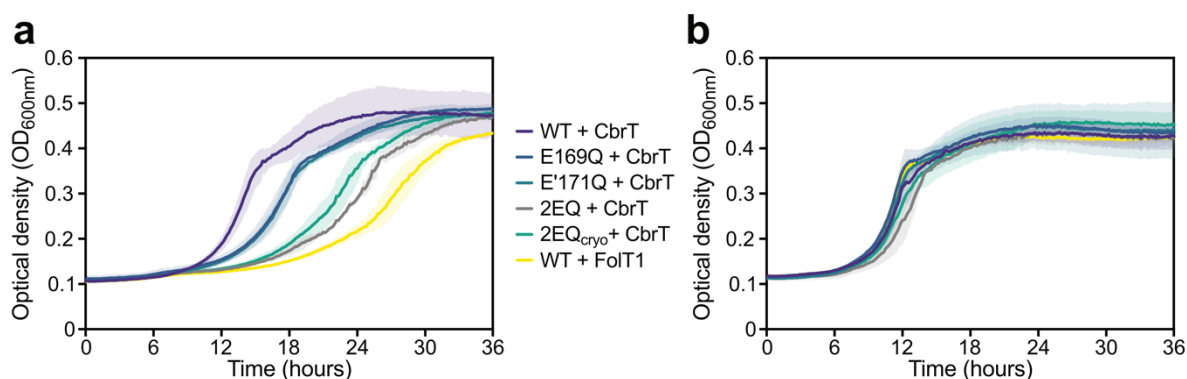 a
Optical density (OD600nm)
0.6
0.5
0.4
0.3
0.2
0.1
0
0 6 12 18 24 30 36
Time (hours)
WT + CbrT
E169Q + CbrT
E'171Q + CbrT
2EQ + CbrT
2EQcryo + CbrT
WT + FolT1
b
Optical density (OD600nm)
0.6
0.5
0.4
0.3
0.2
0.1
0
0 6 12 18 24 30 36
Time (hours)